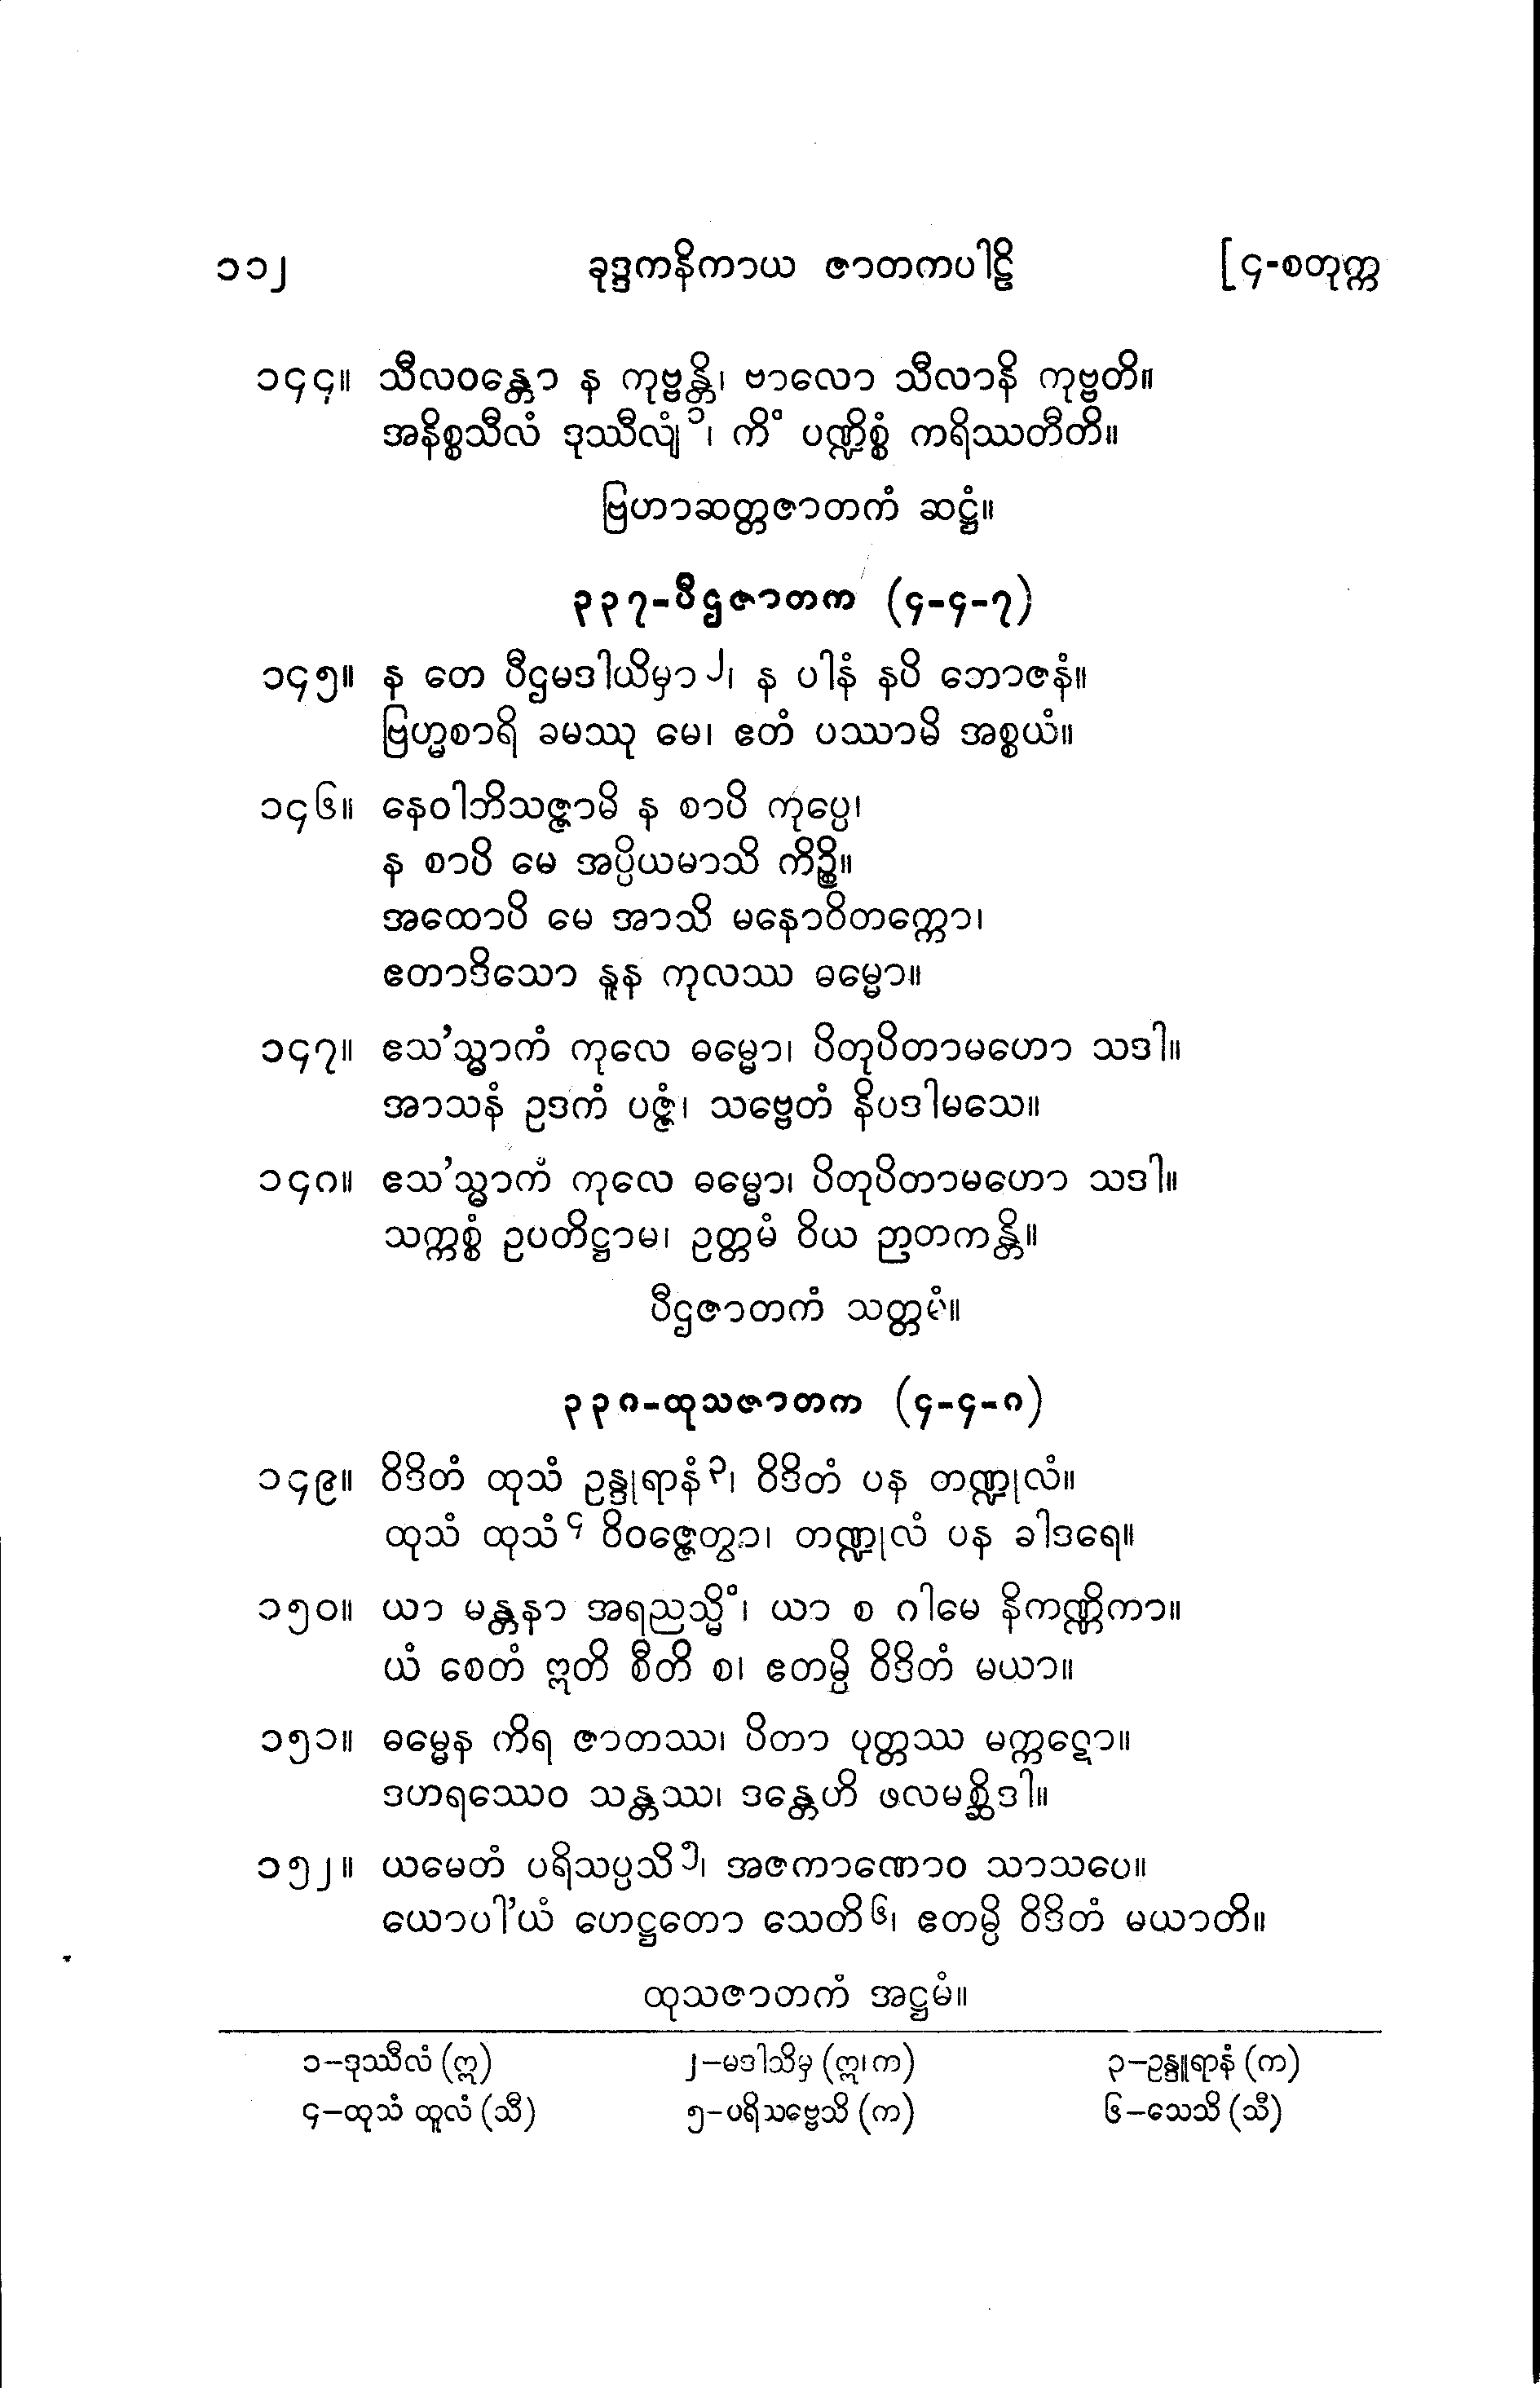 ၁၁၂ ခုဒ္ဒကနိကာယ ဇာတကပါဠိ [၄-စတုက္က
၁၄၄။ သီလဝန္တော န ကုဗ္ဗန္တိ၊ ဗာလော သီလာနိ ကုဗ္ဗတိ။
အနိစ္စသီလံ ဒုဿီလျံ ၁၊ ကိံ ပဏ္ဍိစ္စံ ကရိဿတီတိ။
ဗြဟာဆတ္တဇာတကံ ဆဋ္ဌံ။
၃၃၇-ပီဌဇာတက (၄-၄-၇)
၁၄၅။ န တေ ပီဌမဒါယိမှာ ၂၊ န ပါနံ နပိ ဘောဇနံ။
ဗြဟ္မစာရိ ခမဿု မေ၊ ဧတံ ပဿာမိ အစ္စယံ။
၁၄၆။ နေဝါဘိသဇ္ဇာမိ န စာပိ ကုပ္ပေ၊
န စာပိ မေ အပ္ပိယမာသိ ကိဉ္စိ။
အထောပိ မေ အာသိ မနောဝိတက္ကော၊
ဧတာဒိသော နူန ကုလဿ ဓမ္မော။
၁၄၇။ ဧသ'သ္မာကံ ကုလေ ဓမ္မော၊ ပိတုပိတာမဟော သဒါ။
အာသနံ ဥဒကံ ပဇ္ဇံ၊ သဗ္ဗေတံ နိပဒါမသေ။
၁၄၈။ ဧသ'သ္မာကံ ကုလေ ဓမ္မော၊ ပိတုပိတာမဟော သဒါ။
သက္ကစ္စံ ဥပတိဋ္ဌာမ၊ ဥတ္တမံ ဝိယ ဉာတကန္တိ။
ပီဌဇာတကံ သတ္တမံ။
၃၃၈-ထုသဇာတက (၄-၄-၈)
၁၄၉။ ဝိဒိတံ ထုသံ ဥန္ဒုရာနံ ၃၊ ဝိဒိတံ ပန တဏ္ဍုလံ။
ထုသံ ထုသံ ၄ ဝိဝဇ္ဇေတွာ၊ တဏ္ဍုလံ ပန ခါဒရေ။
၁၅၀။ ယာ မန္တနာ အရညသ္မိံ၊ ယာ စ ဂါမေ နိကဏ္ဏိကာ။
ယံ စေတံ ဣတိ စီတိ စ၊ ဧတမ္ပိ ဝိဒိတံ မယာ။
၁၅၁။ ဓမ္မေန ကိရ ဇာတဿ၊ ပိတာ ပုတ္တဿ မက္ကဋော။
ဒဟရဿေဝ သန္တဿ၊ ဒန္တေဟိ ဖလမစ္ဆိဒါ။
၁၅၂။ ယမေတံ ပရိသပ္ပသိ ၅၊ အဇကာဏောဝ သာသပေ။
ယောပါ'ယံ ဟေဋ္ဌတော သေတိ ၆၊ ဧတမ္ပိ ဝိဒိတံ မယာတိ။
ထုသဇာတကံ အဋ္ဌမံ။
၁−ဒုဿီလံ (ဣ) ၂−မဒါသိမှ (ဣ၊က) ၃−ဥန္ဒူရာနံ (က)
၄−ထုသံ ထူလံ (သီ) ၅−ပရိသဗ္ဗေသိ (က) ၆−သေသိ (သီ)